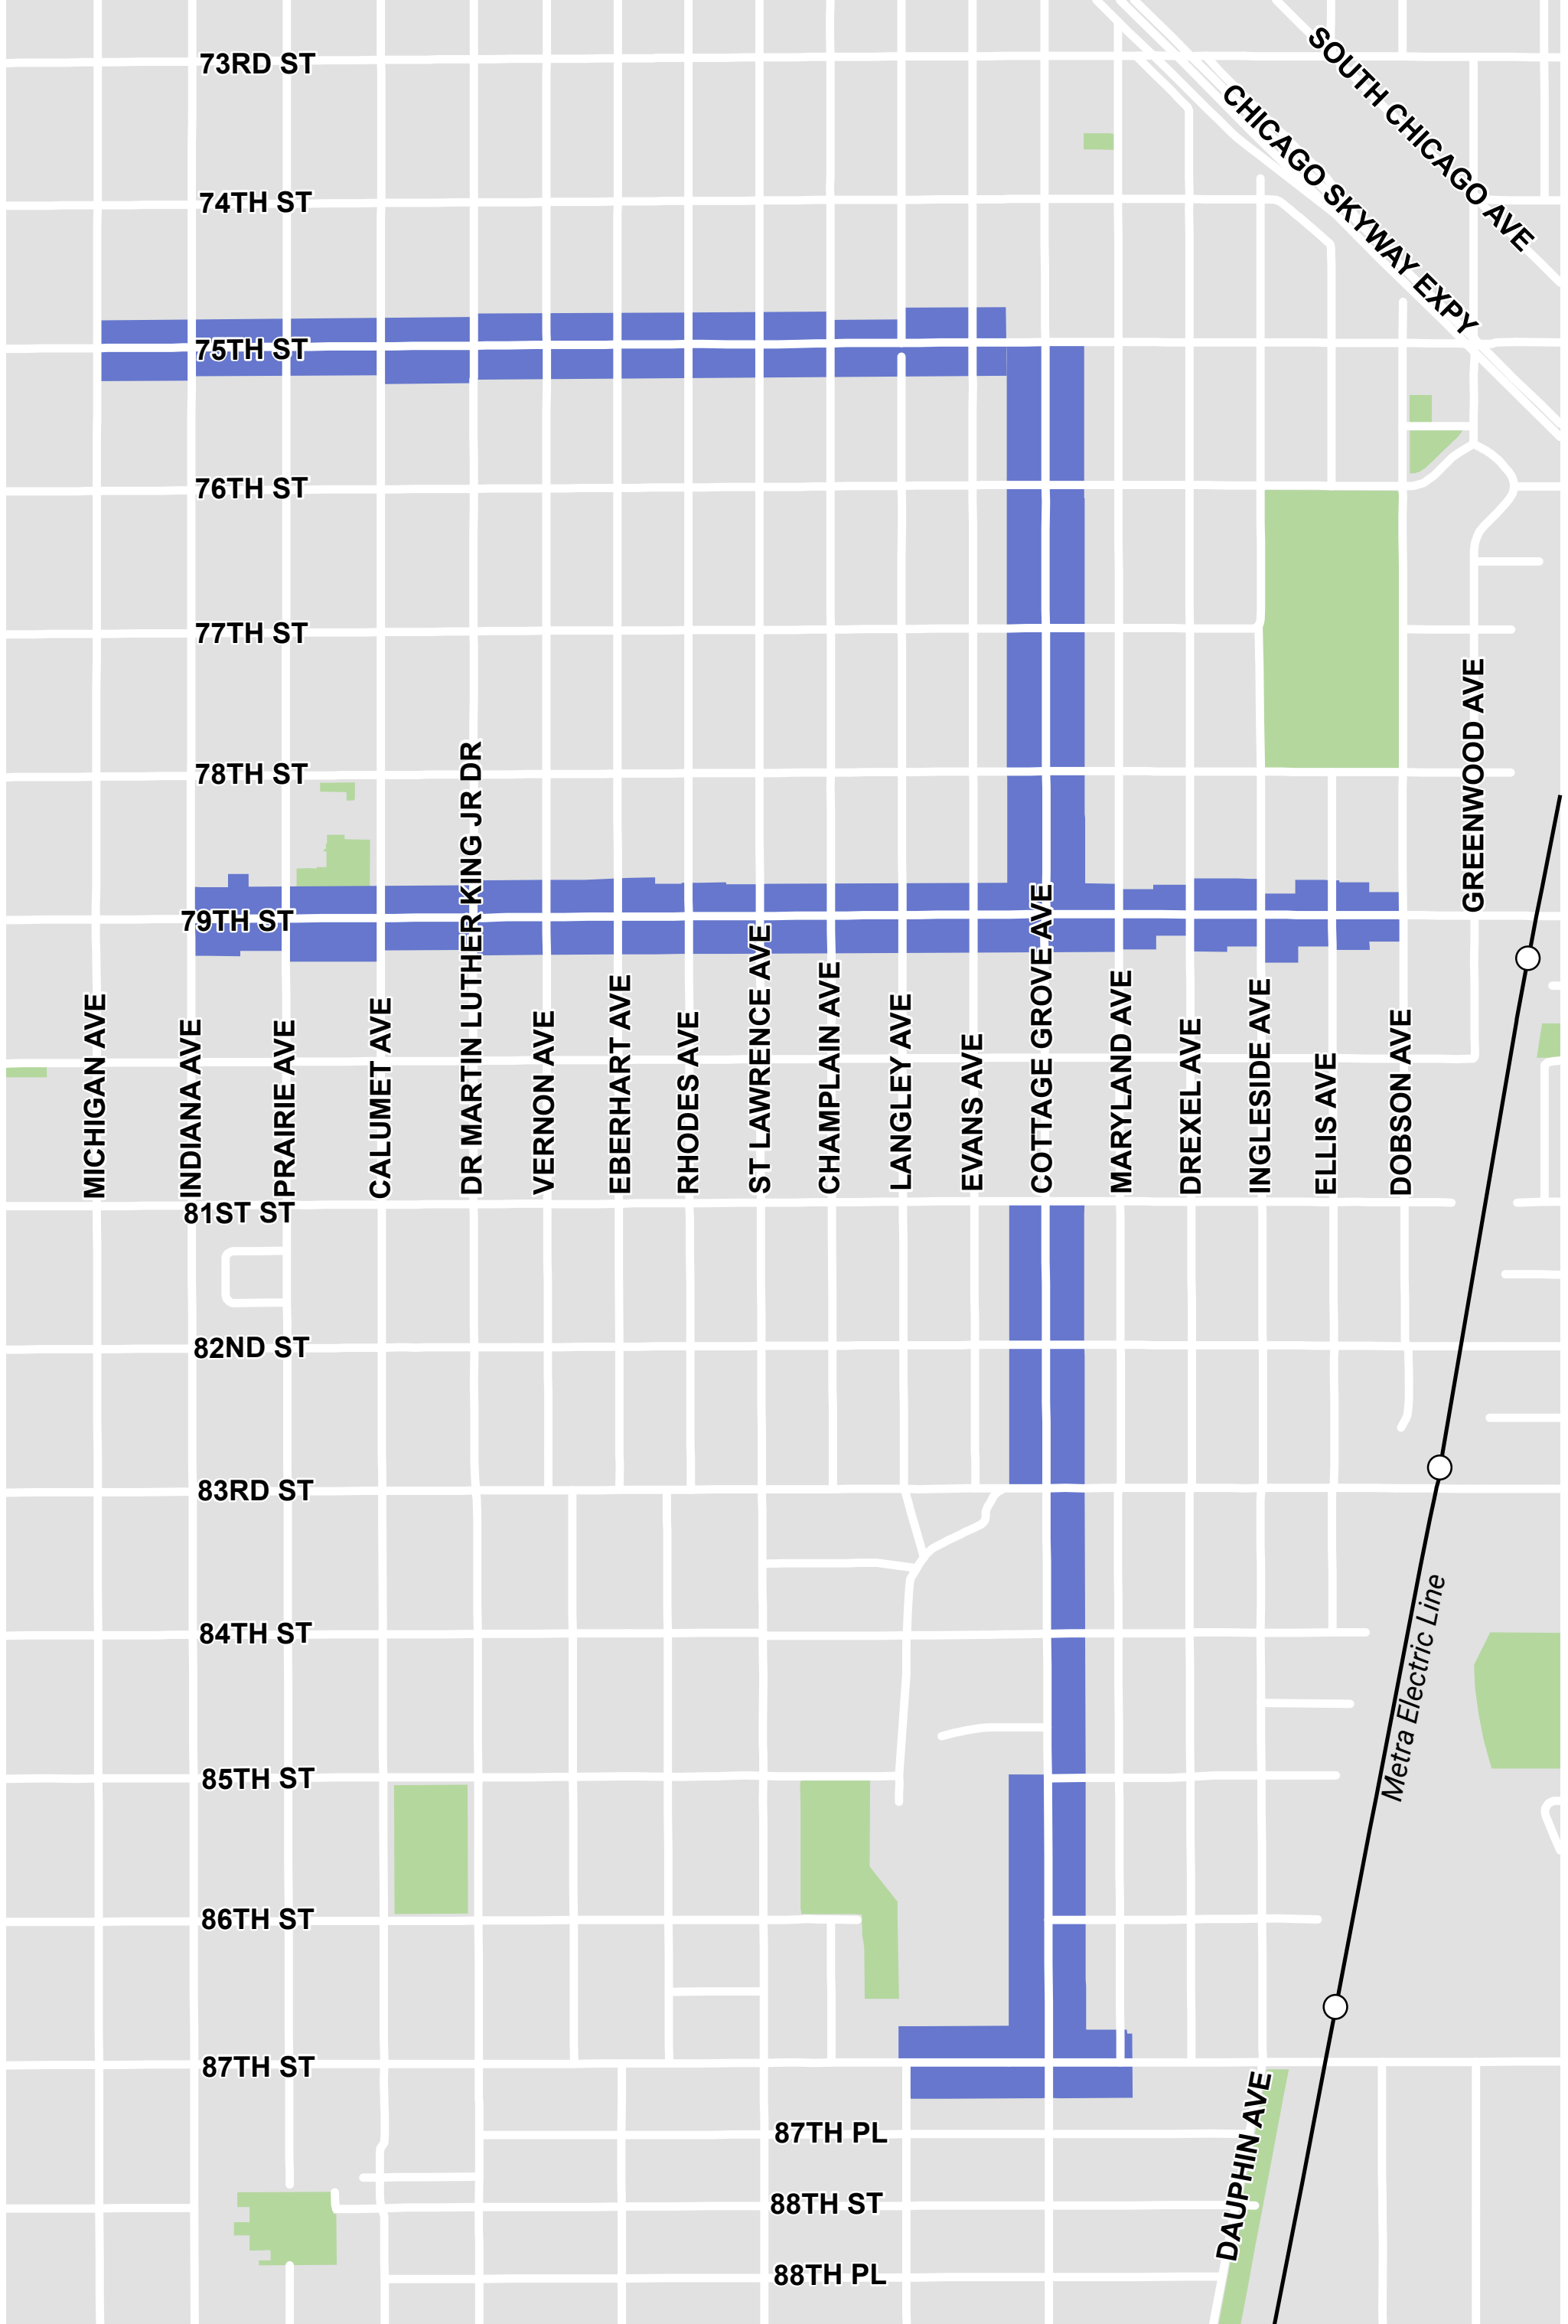 SOUTH CHICAGO AVE
73RD ST
CHICAGO SKYWAY EXPY
74TH ST
75TH ST
76TH ST
77TH ST
GREENWOOD AVE
78TH ST
79TH ST
MICHIGAN AVE
INDIANA AVE
PRAIRIE AVE
CALUMET AVE
DR MARTIN LUTHER KING JR DR
VERNON AVE
EBERHART AVE
RHODES AVE
ST LAWRENCE AVE
CHAMPLAIN AVE
LANGLEY AVE
EVANS AVE
COTTAGE GROVE AVE
MARYLAND AVE
DREXEL AVE
INGLESIDE AVE
ELLIS AVE
DOBSON AVE
81ST ST
82ND ST
83RD ST
84TH ST
Metra Electric Line
85TH ST
86TH ST
87TH ST
DAUPHIN AVE
87TH PL
88TH ST
88TH PL